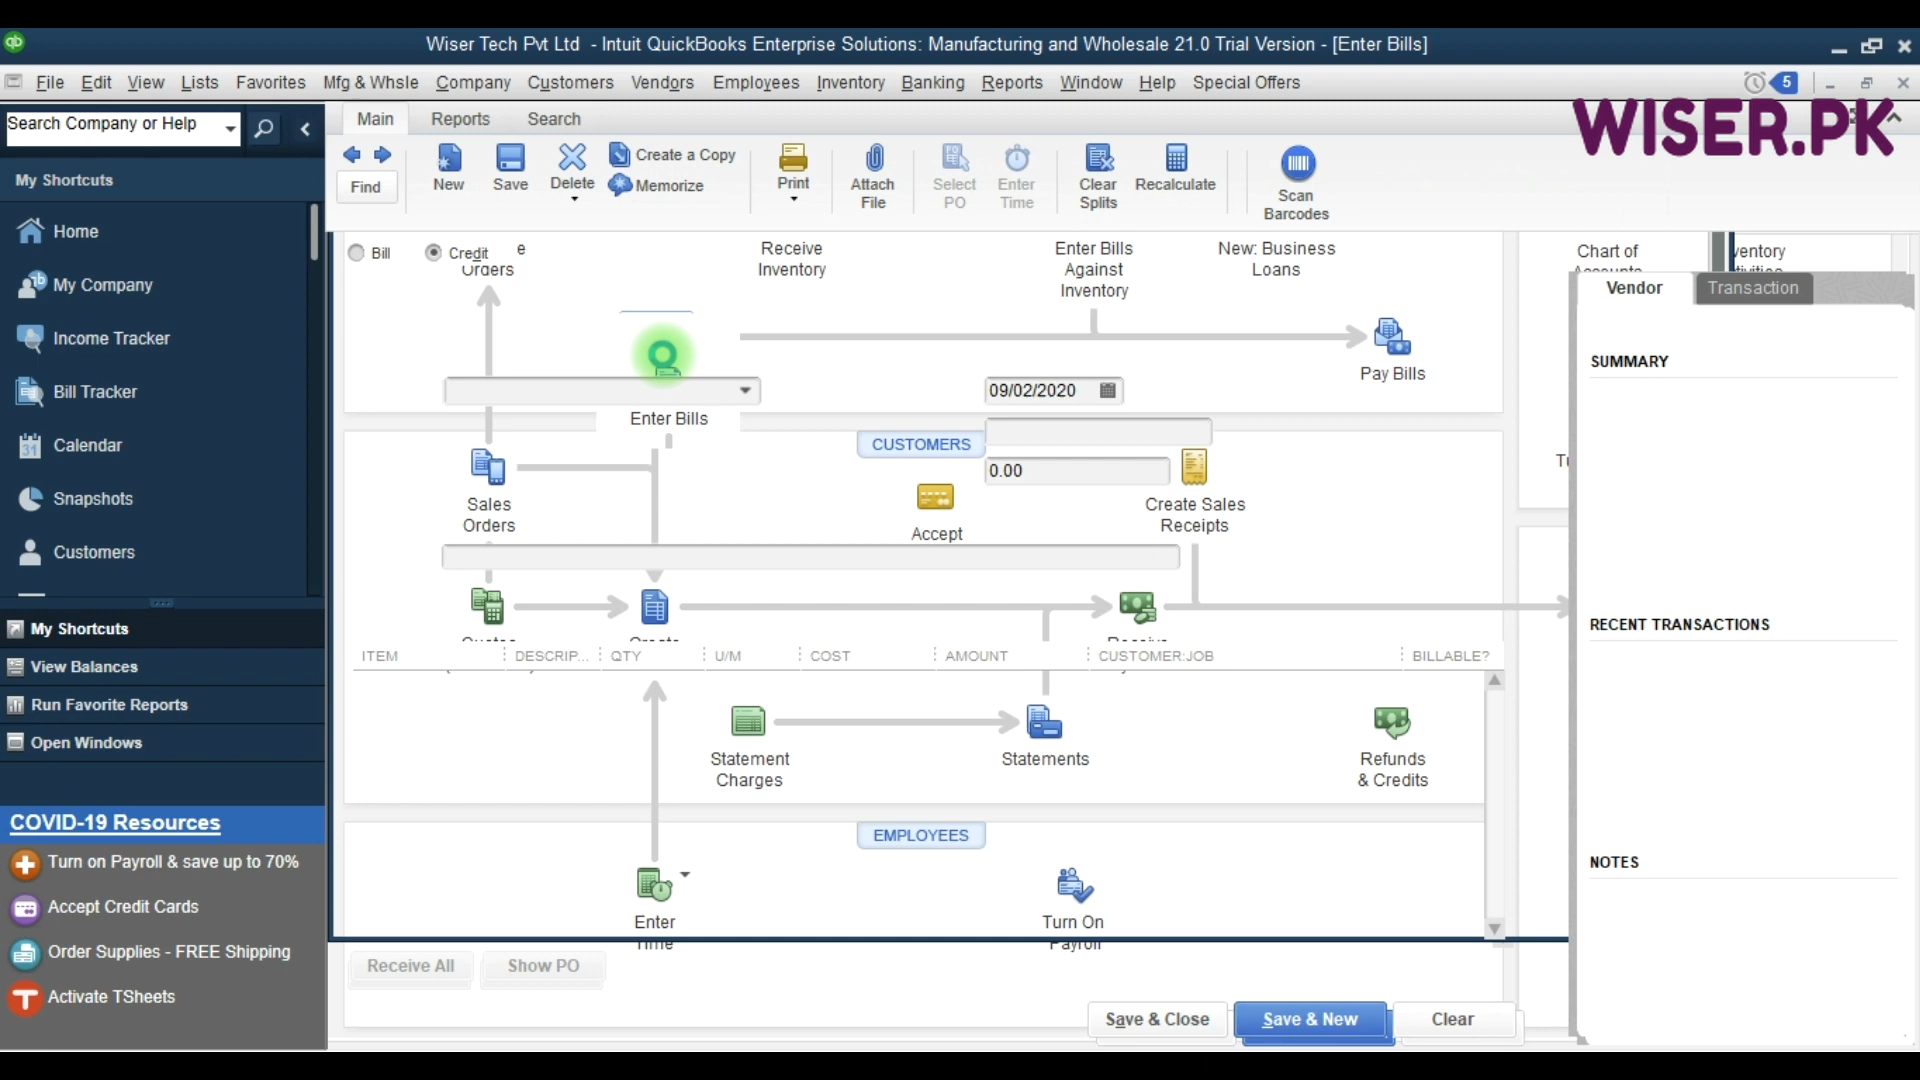 Wiser Tech Pvt Ltd - Intuit QuickBooks Enterprise Solutions: Manufacturing and Wholesale 21.0 Trial Version - [Enter Bills]
File Edit View Lists Favorites Mfg & Whsle Company Customers Vendors Employees Inventory Banking Reports Window Help Special Offers 5
WISER.PK
Search Company or Help
Main Reports Search
Find
New
Save
Delete
Create a Copy
Memorize
Print
Attach
File
Select
PO
Enter
Time
Clear
Splits
Recalculate
Scan
Barcodes
My Shortcuts
Home
My Company
Income Tracker
Bill Tracker
Calendar
31
Snapshots
Customers
My Shortcuts
View Balances
Run Favorite Reports
Open Windows
COVID-19 Resources
Turn on Payroll & save up to 70%
Accept Credit Cards
Order Supplies - FREE Shipping
Activate TSheets
Bill
Credit
Orders
Receive
Inventory
Enter Bills
Against
Inventory
New: Business
Loans
Chart of
Accounts
Pay Bills
Enter Bills
09/02/2020
CUSTOMERS
0.00
Sales
Orders
Accept
Create Sales
Receipts
ITEM DESCRIP... QTY U/M COST AMOUNT CUSTOMER:JOB BILLABLE?
Statement
Charges
Statements
Refunds
& Credits
EMPLOYEES
Enter
Time
Turn On
Payroll
Receive All
Show PO
Save & Close
Save & New
Clear
Vendor
Transaction
SUMMARY
RECENT TRANSACTIONS
NOTES